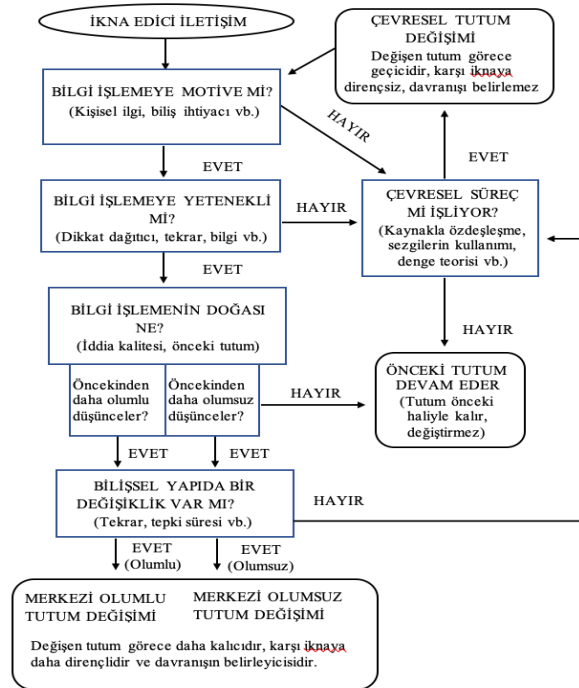 İKNA EDİCİ İLETİŞİM
ÇEVRESEL TUTUM
DEĞİŞİMİ
Değişen tutum görece
geçicidir, karşı iknaya
dirençsiz, davranışı belirlemez
BİLGİ İŞLEMEYE MOTİVE Mİ?
(Kişisel ilgi, biliş ihtiyacı vb.)
HAYIR
EVET
EVET
BİLGİ İŞLEMEYE YETENEKLİ
Mİ?
(Dikkat dağıtıcı, tekrar, bilgi vb.)
HAYIR
ÇEVRESEL SÜREÇ
Mİ İŞLİYOR?
(Kaynakla özdeşleşme,
sezgilerin kullanımı,
denge teorisi vb.)
EVET
BİLGİ İŞLEMENİN DOĞASI
NE?
(İddia kalitesi, önceki tutum)
HAYIR
Öncekinden
daha olumlu
düşünceler?
Öncekinden
daha olumsuz
düşünceler?
HAYIR
ÖNCEKİ TUTUM
DEVAM EDER
(Tutum önceki
haliyle kalır,
değiştirmez)
EVET
EVET
BİLİŞSEL YAPIDA BİR
DEĞİŞİKLİK VAR MI?
(Tekrar, tepki süresi vb.)
HAYIR
EVET
(Olumlu)
EVET
(Olumsuz)
MERKEZİ OLUMLU
TUTUM DEĞİŞİMİ
MERKEZİ OLUMSUZ
TUTUM DEĞİŞİMİ
Değişen tutum görece daha kalıcıdır, karşı iknaya
daha dirençlidir ve davranışın belirleyicisidir.